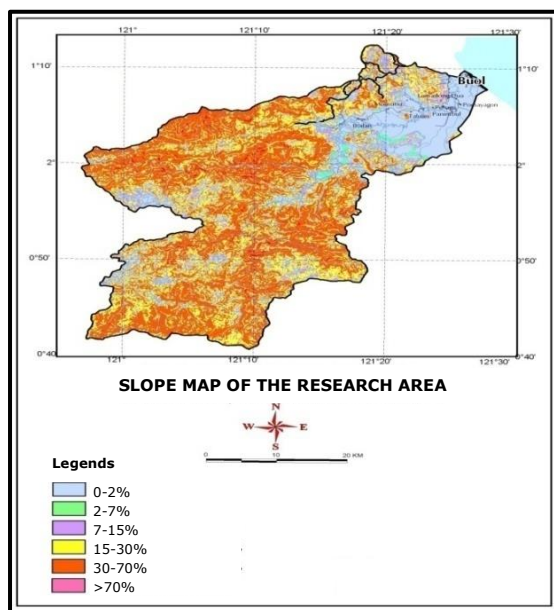 121° 121°10' 121°20' 121°30'
1°10' 1°10'
Buol
2° 2°
0°50' 0°50'
0°40' 0°40'
121° 121°10' 121°20' 121°30'
SLOPE MAP OF THE RESEARCH AREA
N
W E
S
0 10 20 KM
Legends
0-2%
2-7%
7-15%
15-30%
30-70%
>70%